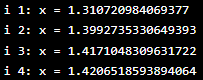 i 1: x = 1.310720984069377
i 2: x = 1.3992735330649393
i 3: x = 1.4171048309631722
i 4: x = 1.4206518593894064